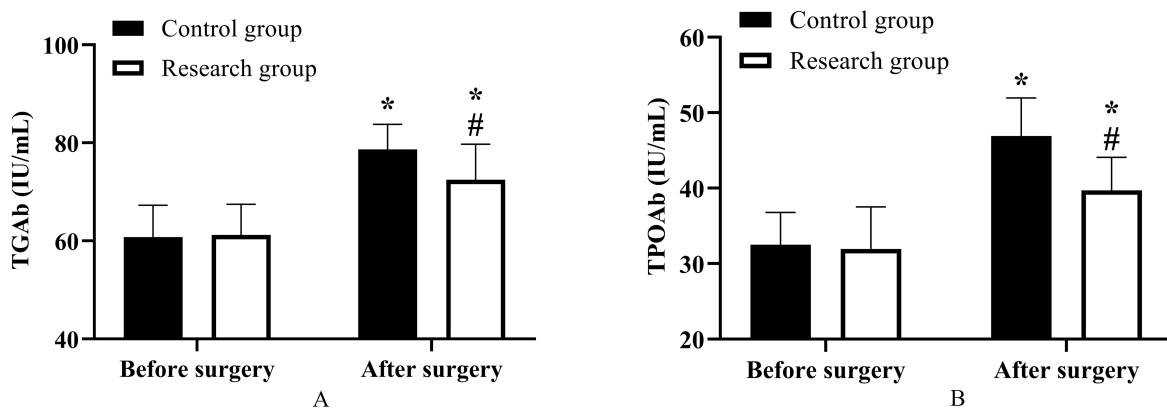 Control group
Research group
TGAb (IU/mL)
100
80
60
40
*
*
#
Before surgery
After surgery
A
Control group
Research group
TPOAb (IU/mL)
60
50
40
30
20
*
*
#
Before surgery
After surgery
B